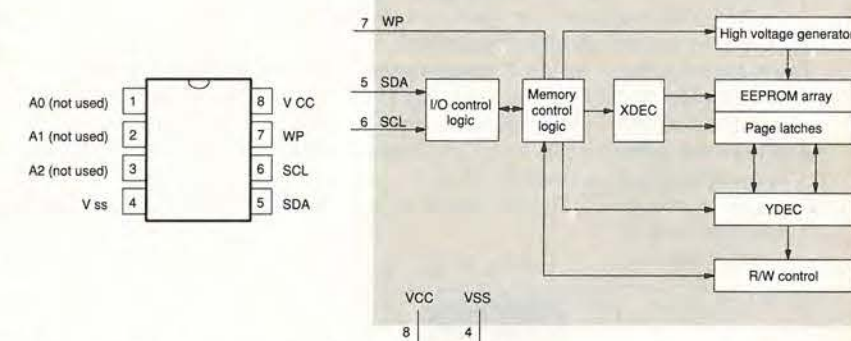 A0 (not used) 1
A1 (not used) 2
A2 (not used) 3
V ss 4
8 V CC
7 WP
6 SCL
5 SDA
7 WP
5 SDA
6 SCL
I/O control
logic
Memory
control
logic
XDEC
High voltage generator
EEPROM array
Page latches
YDEC
R/W control
VCC VSS
8 4